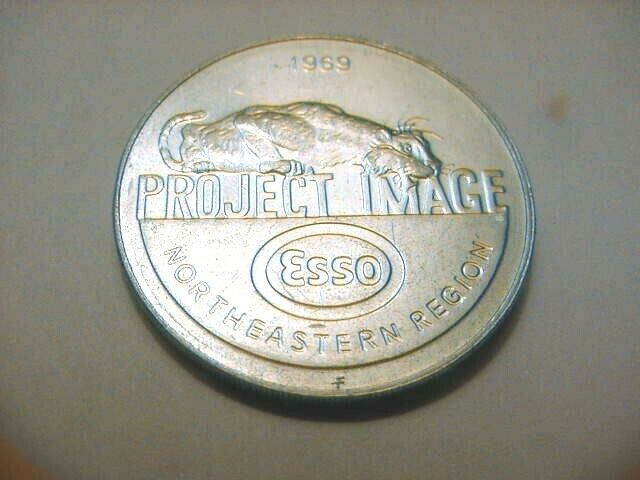 1969
PROJECT IMAGE
Esso
NORTHEASTERN REGION
F